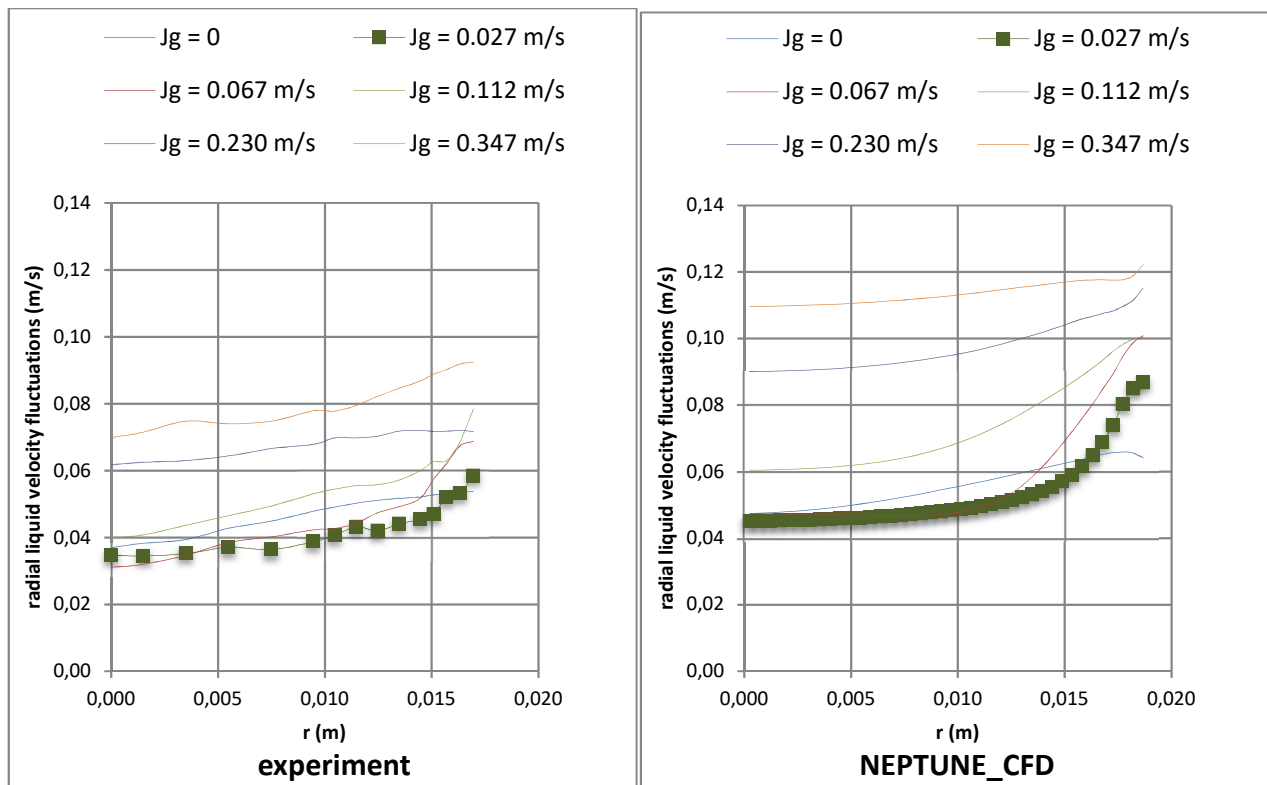 Jg = 0
Jg = 0.027 m/s
Jg = 0.067 m/s
Jg = 0.112 m/s
Jg = 0.230 m/s
Jg = 0.347 m/s
radial liquid velocity fluctuations (m/s)
0,14
0,12
0,10
0,08
0,06
0,04
0,02
0,00
0,000
0,005
0,010
0,015
0,020
r (m)
experiment
Jg = 0
Jg = 0.027 m/s
Jg = 0.067 m/s
Jg = 0.112 m/s
Jg = 0.230 m/s
Jg = 0.347 m/s
radial liquid velocity fluctuations (m/s)
0,14
0,12
0,10
0,08
0,06
0,04
0,02
0,00
0,000
0,005
0,010
0,015
0,020
r (m)
NEPTUNE_CFD